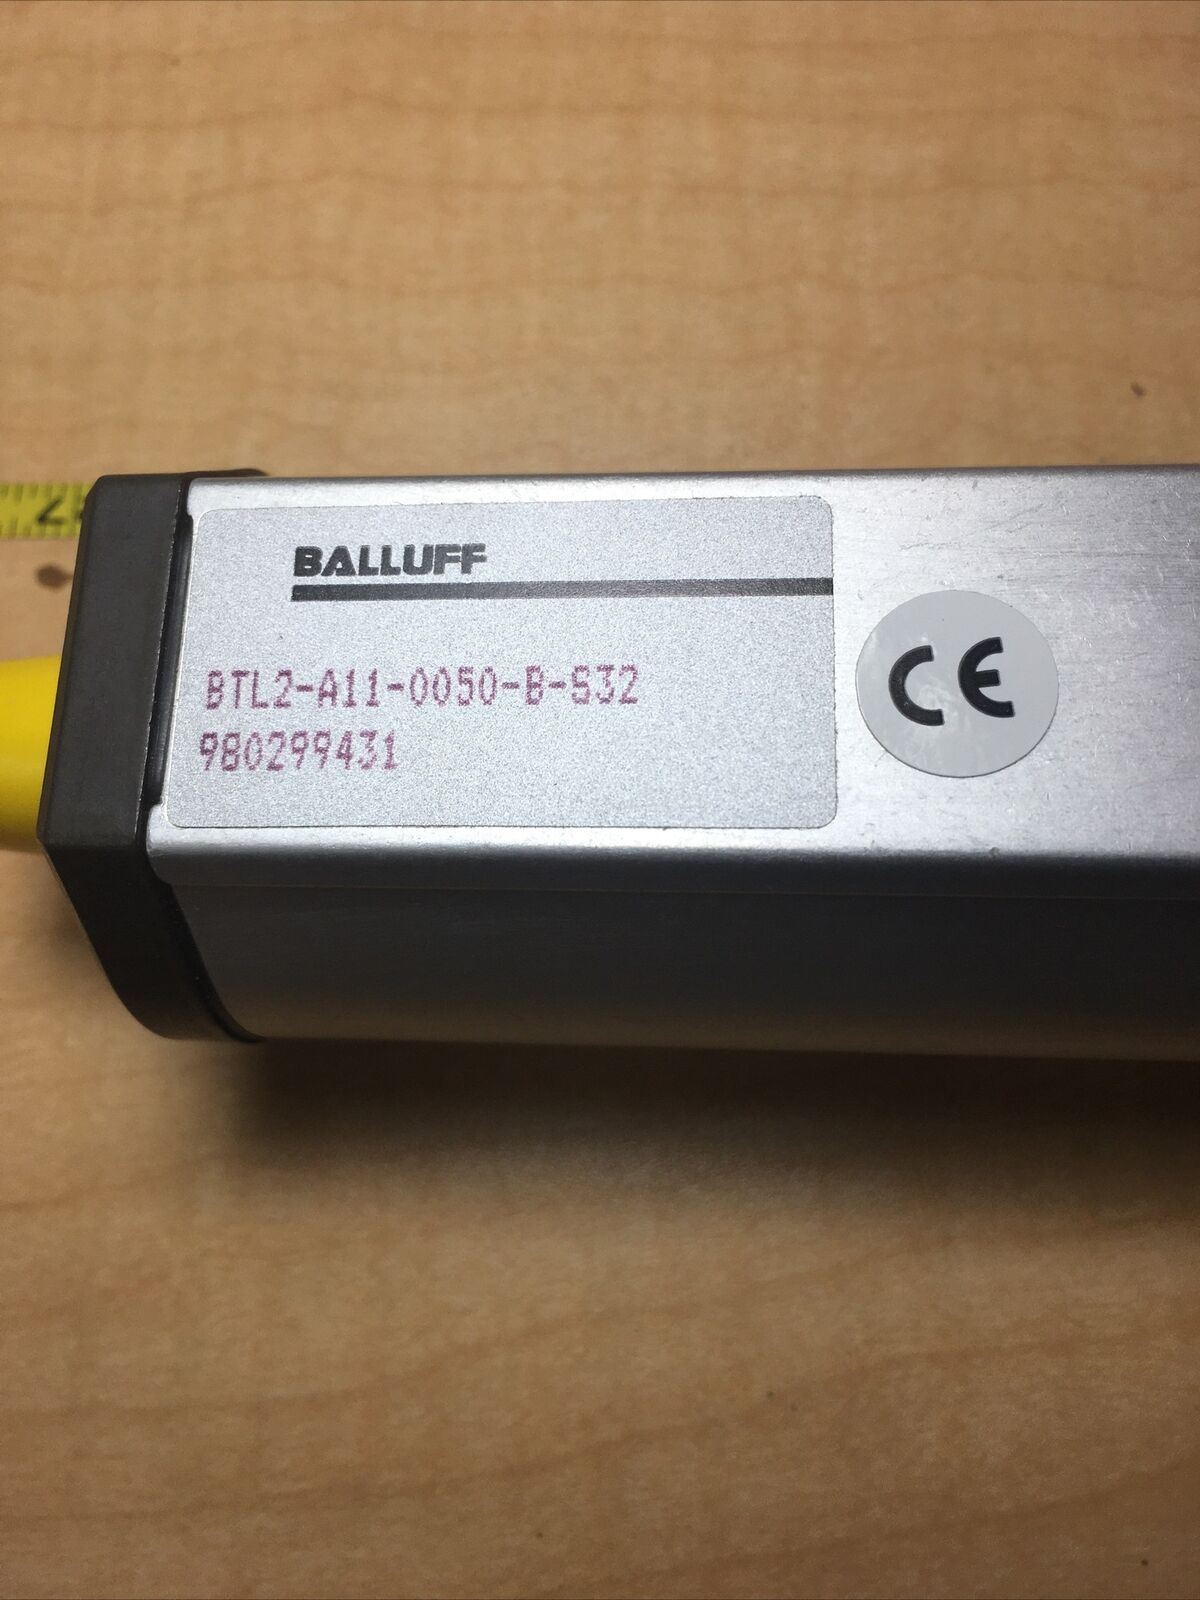 BALLUFF
BTL2-A11-0050-B-S32
980299431
CE